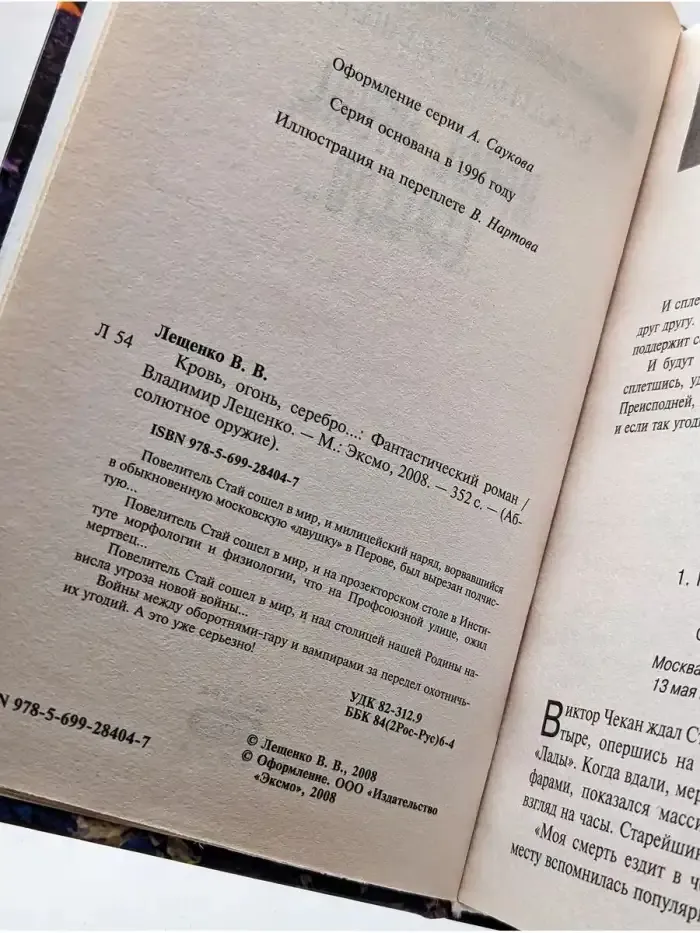 Оформление серии А. Саукова
Серия основана в 1996 году
Иллюстрация на переплете В. Нартова
Лещенко В. В.
Л 54
Кровь, огонь, серебро...: Фантастический роман /
Владимир Лещенко. — М.: Эксмо, 2008. — 352 с. — (Аб-
солютное оружие).
ISBN 978-5-699-28404-7
Повелитель Стай сошел в мир, и милицейский наряд, ворвавшийся
в обыкновенную московскую «двушку» в Перове, был вырезан подчис-
тую...
Повелитель Стай сошел в мир, и на прозекторском столе в Инсти-
туте морфологии и физиологии, что на Профсоюзной улице, ожил
мертвец...
Повелитель Стай сошел в мир, и над столицей нашей Родины на-
висла угроза новой войны...
Войны между оборотнями-гару и вампирами за передел охотничь-
их угодий. А это уже серьезно!
УДК 82-312.9
ББК 84(2Рос-Рус)6-4
N 978-5-699-28404-7
© Лещенко В. В., 2008
© Оформление. ООО «Издательство
«Эксмо», 2008
И спле
друг другу.
поддержит с
И будут
сплетшись, уд
Преисподней,
и если так угод
1.
Москва
13 мая
Виктор Чекан ждал С
тыре, опершись на
«Лады». Когда вдали, мер
фарами, показался масси
взгляд на часы. Старейшин
«Моя смерть ездит в ч
месту вспомнилась популяр